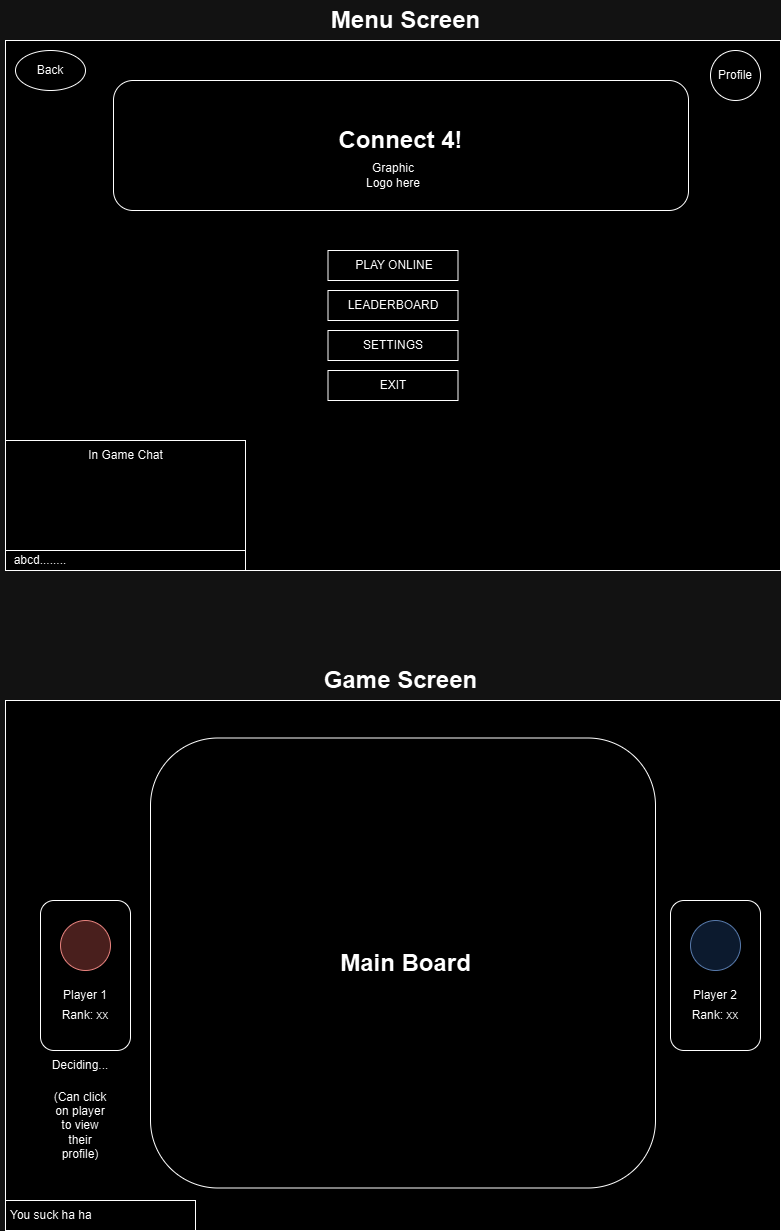 Menu Screen
Back
Profile
Connect 4!
Graphic
Logo here
PLAY ONLINE
LEADERBOARD
SETTINGS
EXIT
In Game Chat
abcd........
Game Screen
Main Board
Player 1
Rank: xx
Player 2
Rank: xx
Deciding...
(Can click
on player
to view
their
profile)
You suck ha ha